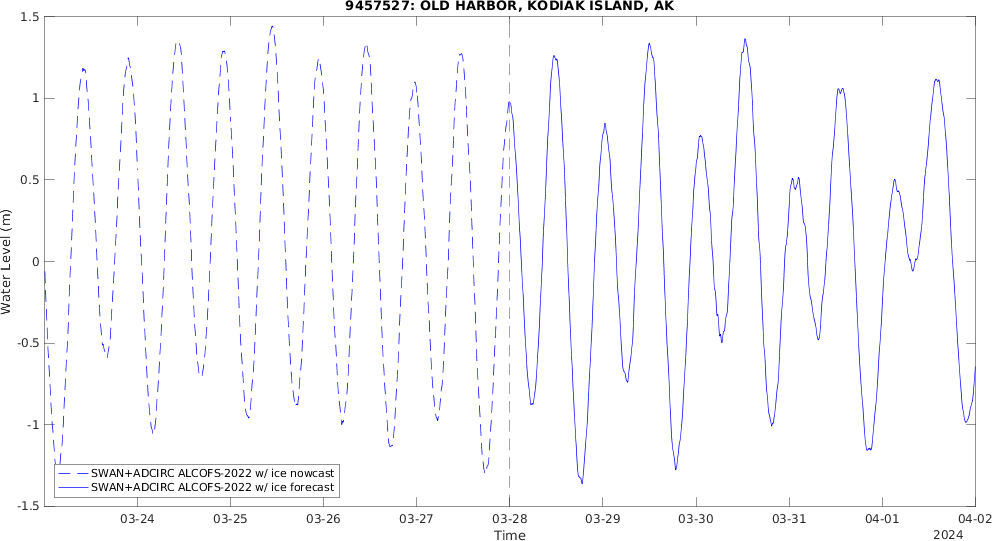 9457527: OLD HARBOR, KODIAK ISLAND, AK
Water Level (m)
1.5
1
0.5
0
-0.5
-1
-1.5
SWAN+ADCIRC ALCOFS-2022 w/ ice nowcast
SWAN+ADCIRC ALCOFS-2022 w/ ice forecast
03-24 03-25 03-26 03-27 03-28 03-29 03-30 03-31 04-01 04-02
Time
2024